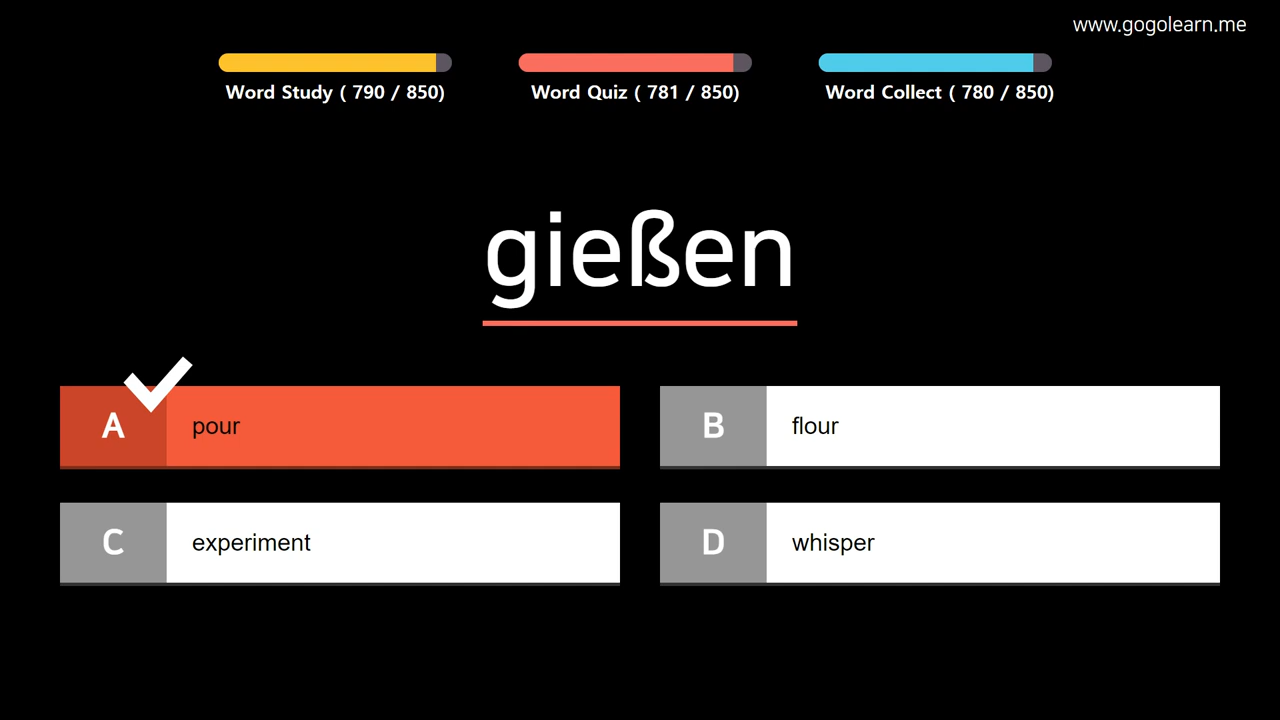 www.gogolearn.me
Word Study ( 790 / 850)
Word Quiz ( 781 / 850)
Word Collect ( 780 / 850)
gießen
A pour
B flour
C experiment
D whisper